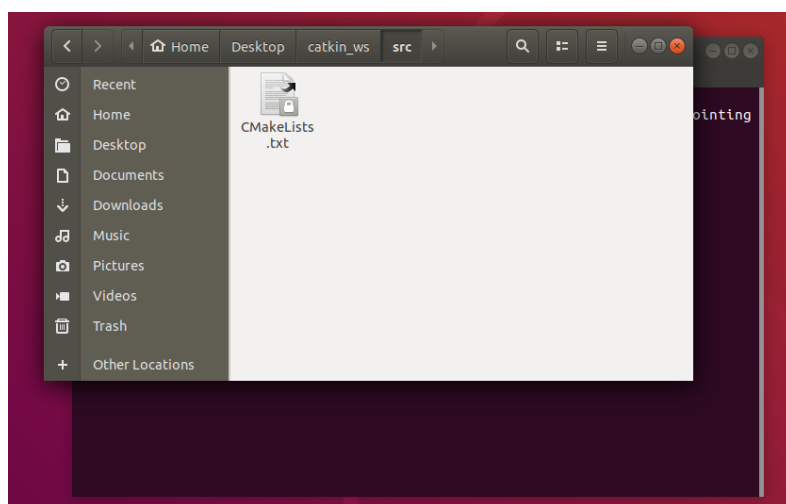 Home Desktop catkin_ws src
Recent
Home
Desktop
Documents
Downloads
Music
Pictures
Videos
Trash
Other Locations
CMakeLists
.txt
ointing